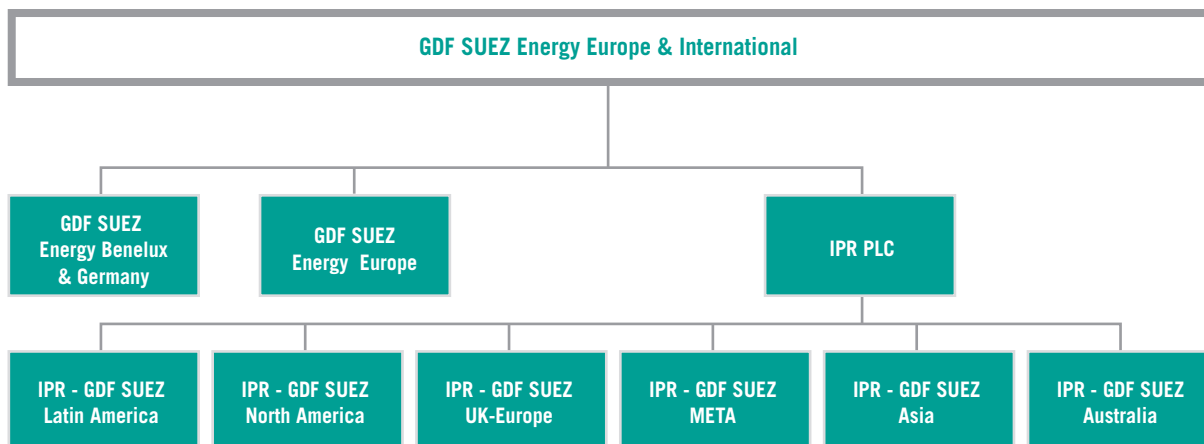 GDF SUEZ Energy Europe & International
GDF SUEZ
Energy Benelux
& Germany
GDF SUEZ
Energy Europe
IPR PLC
IPR - GDF SUEZ
Latin America
IPR - GDF SUEZ
North America
IPR - GDF SUEZ
UK-Europe
IPR - GDF SUEZ
META
IPR - GDF SUEZ
Asia
IPR - GDF SUEZ
Australia